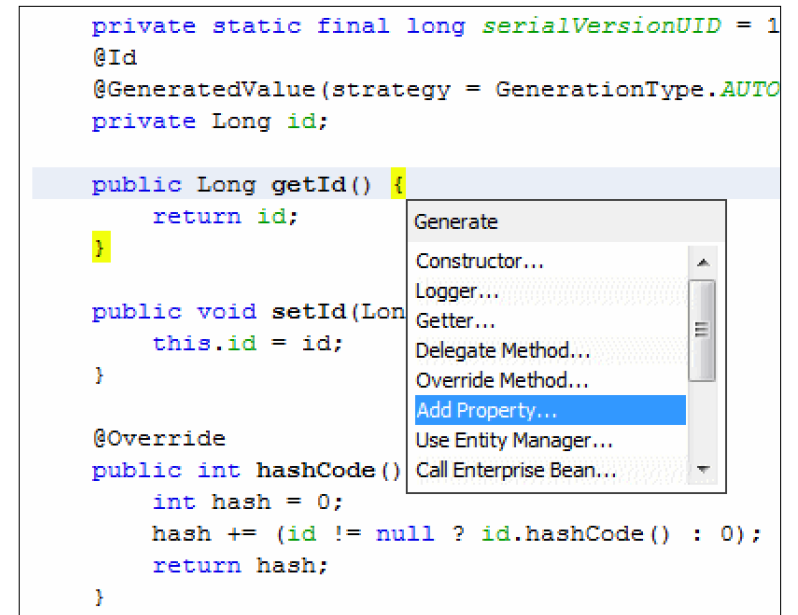 private static final long serialVersionUID = 1
@Id
@GeneratedValue(strategy = GenerationType.AUTO
private Long id;
public Long getId() {
return id;
}
public void setId(Lon
this.id = id;
}
@Override
public int hashCode()
int hash = 0;
hash += (id != null ? id.hashCode() : 0);
return hash;
}
Generate
Constructor...
Logger...
Getter...
Delegate Method...
Override Method...
Add Property...
Use Entity Manager...
Call Enterprise Bean...